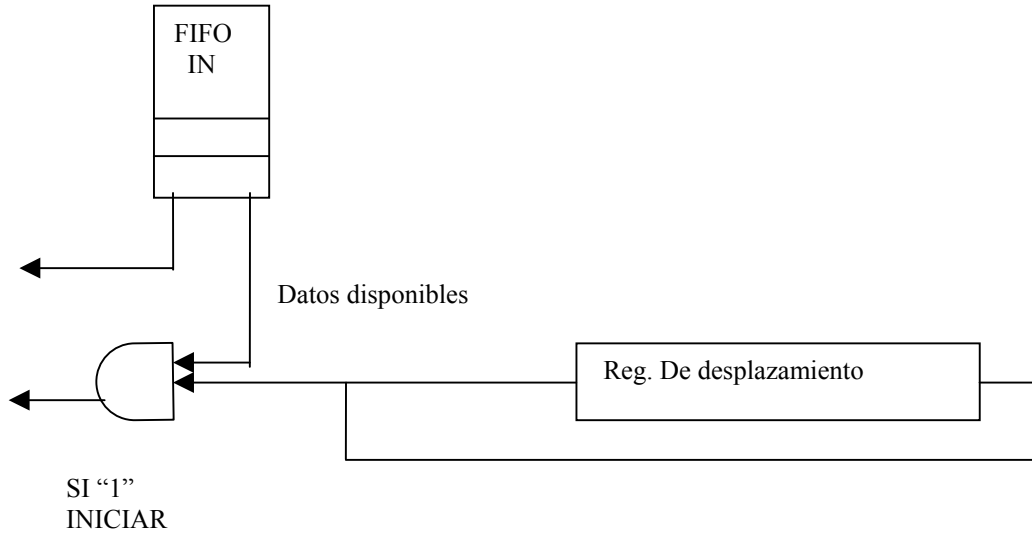 FIFO
IN
Datos disponibles
Reg. De desplazamiento
SI “1”
INICIAR